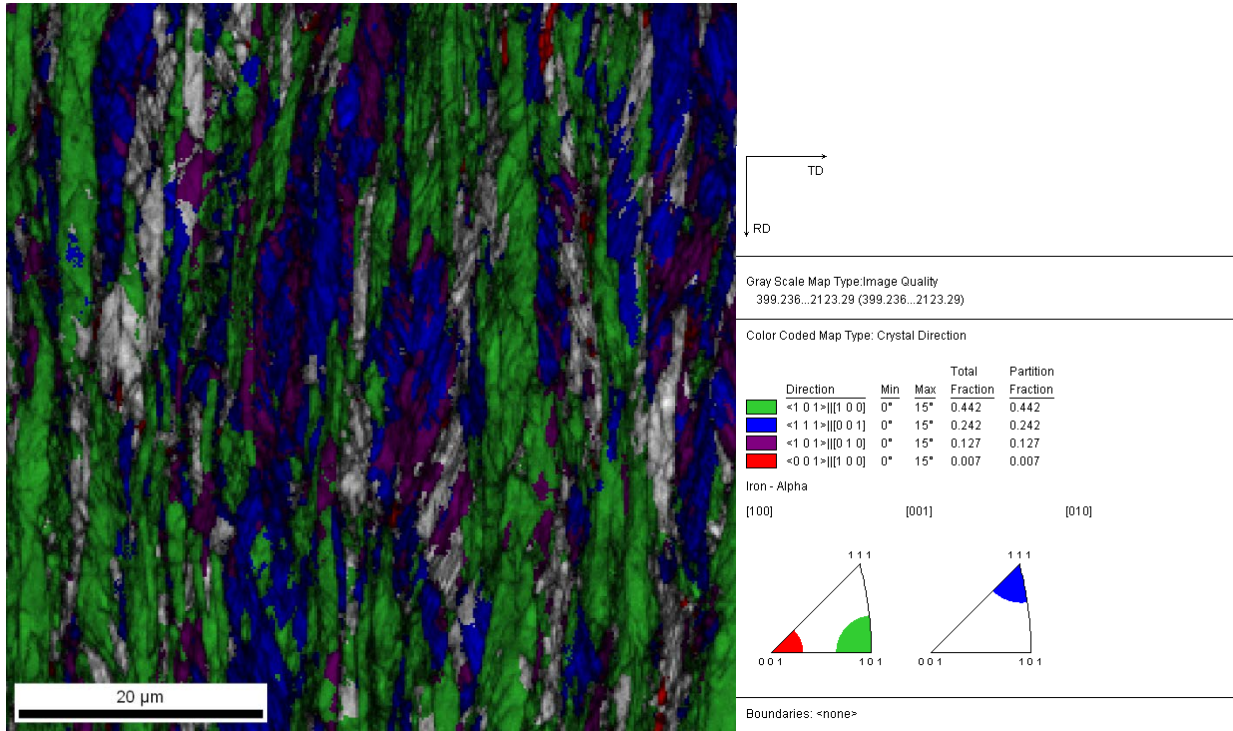 20 µm
TD
RD
Gray Scale Map Type:Image Quality
399.236...2123.29 (399.236...2123.29)
Color Coded Map Type: Crystal Direction
Total Partition
Direction Min Max Fraction Fraction
<1 0 1>||[1 0 0] 0° 15° 0.442 0.442
<1 1 1>||[0 0 1] 0° 15° 0.242 0.242
<1 0 1>||[0 1 0] 0° 15° 0.127 0.127
<0 0 1>||[1 0 0] 0° 15° 0.007 0.007
Iron - Alpha
[100] [001] [010]
1 1 1 1 1 1
0 0 1 1 0 1 0 0 1 1 0 1
Boundaries: <none>